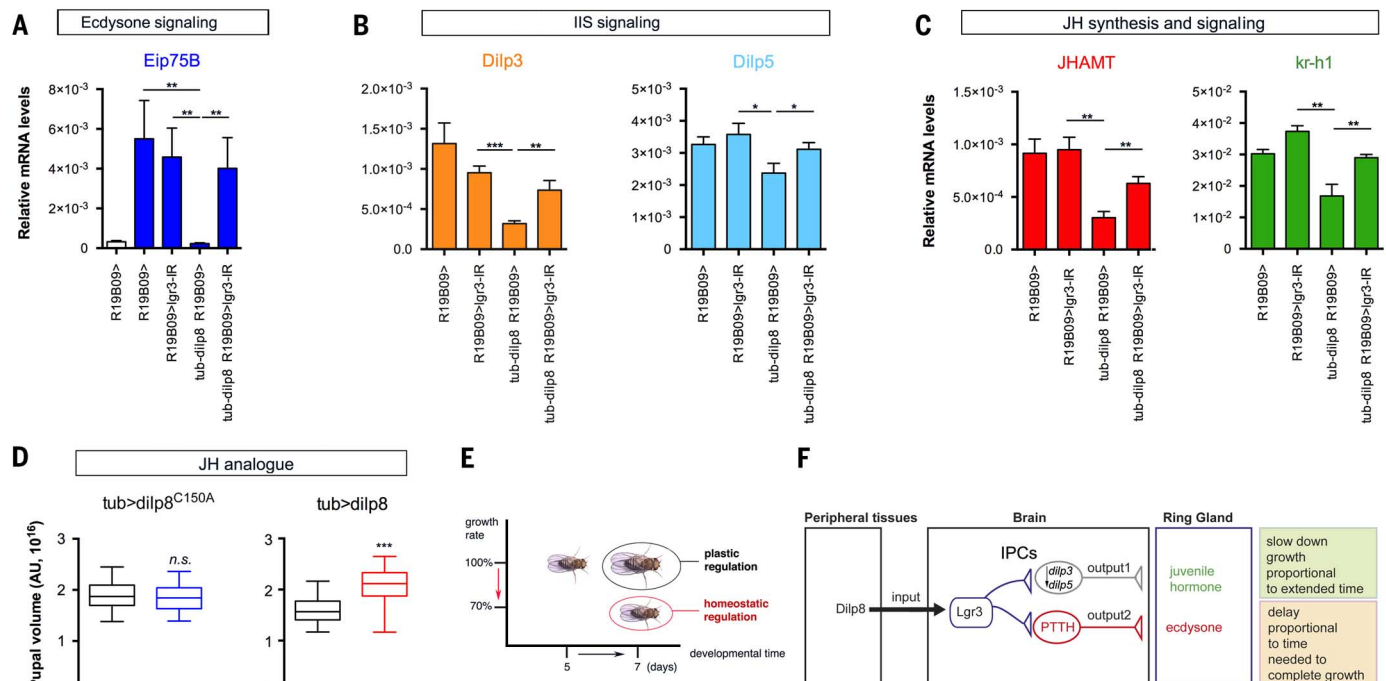 A
Ecdysone signaling
Eip75B
Relative mRNA levels
8×10⁻³
6×10⁻³
4×10⁻³
2×10⁻³
0
**
** **
R19B09>
R19B09>
R19B09>lgr3-IR
tub-dilp8 R19B09>
tub-dilp8 R19B09>lgr3-IR
B
IIS signaling
Dilp3
2.0×10⁻³
1.5×10⁻³
1.0×10⁻³
5.0×10⁻⁴
0.0
*** **
R19B09>
R19B09>lgr3-IR
tub-dilp8 R19B09>
tub-dilp8 R19B09>lgr3-IR
Dilp5
5×10⁻³
4×10⁻³
3×10⁻³
2×10⁻³
1×10⁻³
0
* *
R19B09>
R19B09>lgr3-IR
tub-dilp8 R19B09>
tub-dilp8 R19B09>lgr3-IR
C
JH synthesis and signaling
JHAMT
Relative mRNA levels
1.5×10⁻³
1.0×10⁻³
5.0×10⁻⁴
0.0
**
**
R19B09>
R19B09>lgr3-IR
tub-dilp8 R19B09>
tub-dilp8 R19B09>lgr3-IR
kr-h1
5×10⁻²
4×10⁻²
3×10⁻²
2×10⁻²
1×10⁻²
0
**
**
R19B09>
R19B09>lgr3-IR
tub-dilp8 R19B09>
tub-dilp8 R19B09>lgr3-IR
D
JH analogue
tub>dilp8ᶜ¹⁵⁰ᴬ
Pupal volume (AU, 10¹⁶)
3
2
1
n.s.
tub>dilp8
3
2
1
***
E
growth
rate
100%
70%
plastic
regulation
homeostatic
regulation
5
7 (days)
developmental time
F
Peripheral tissues
Brain
Ring Gland
Dilp8
input
Lgr3
IPCs
dilp3
dilp5
output1
PTTH
output2
juvenile
hormone
ecdysone
slow down
growth
proportional
to extended time
delay
proportional
to time
needed to
complete growth